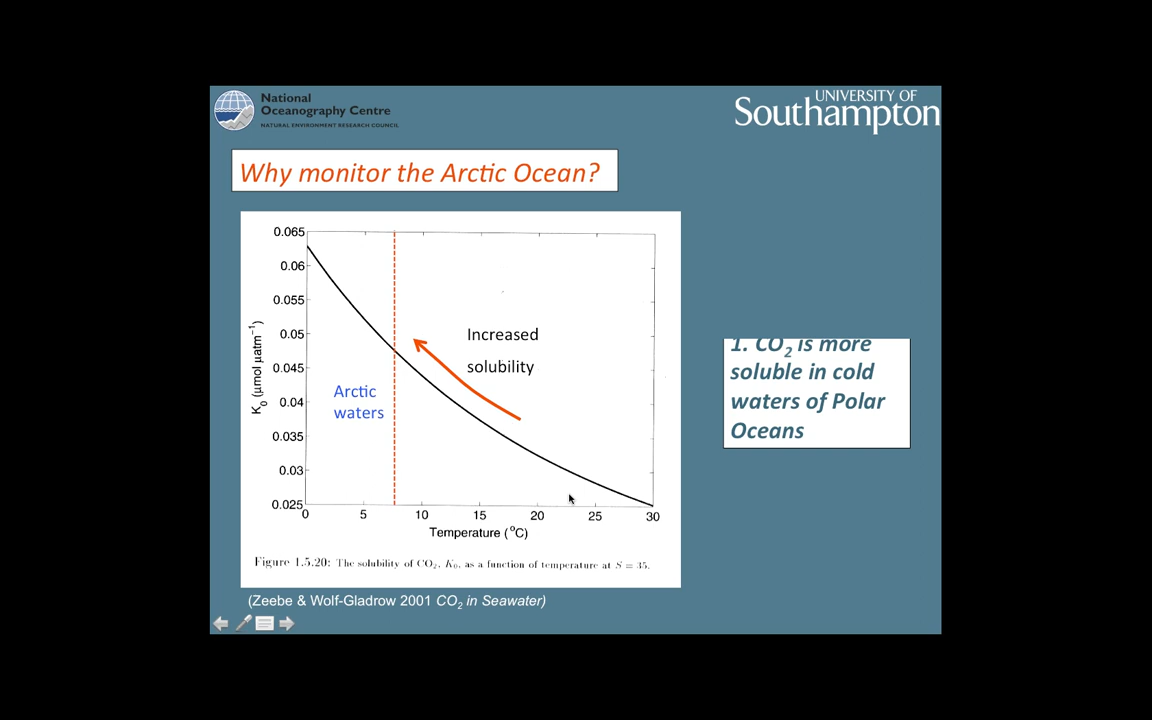 National
Oceanography Centre
NATURAL ENVIRONMENT RESEARCH COUNCIL
UNIVERSITY OF
Southampton
Why monitor the Arctic Ocean?
0.065
0.06
0.055
0.05
0.045
0.04
0.035
0.03
0.025
K₀ (μmol μatm⁻¹)
Increased
solubility
Arctic
waters
0 5 10 15 20 25 30
Temperature (°C)
Figure 1.5.20: The solubility of CO₂, K₀, as a function of temperature at S = 35.
(Zeebe & Wolf-Gladrow 2001 CO₂ in Seawater)
1. CO₂ is more
soluble in cold
waters of Polar
Oceans